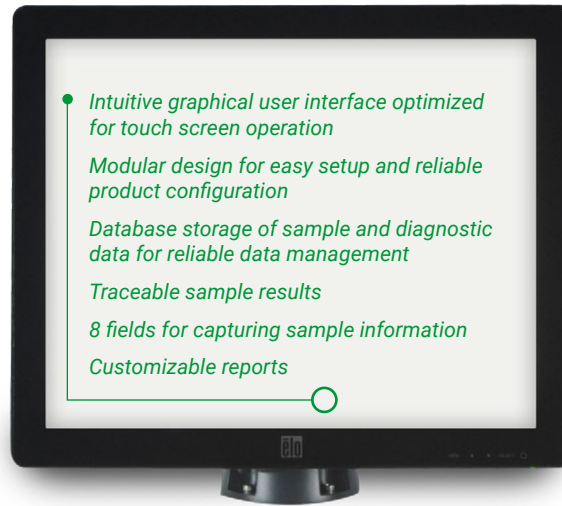 Intuitive graphical user interface optimized
for touch screen operation
Modular design for easy setup and reliable
product configuration
Database storage of sample and diagnostic
data for reliable data management
Traceable sample results
8 fields for capturing sample information
Customizable reports
elo